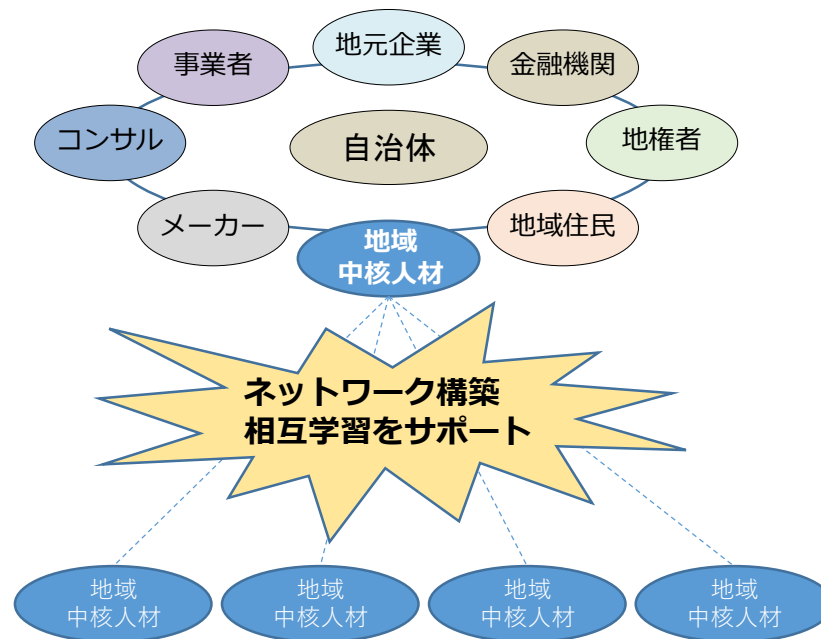 地元企業
事業者
金融機関
コンサル
自治体
地権者
メーカー
地域住民
地域
中核人材
ネットワーク構築
相互学習をサポート
地域
中核人材
地域
中核人材
地域
中核人材
地域
中核人材